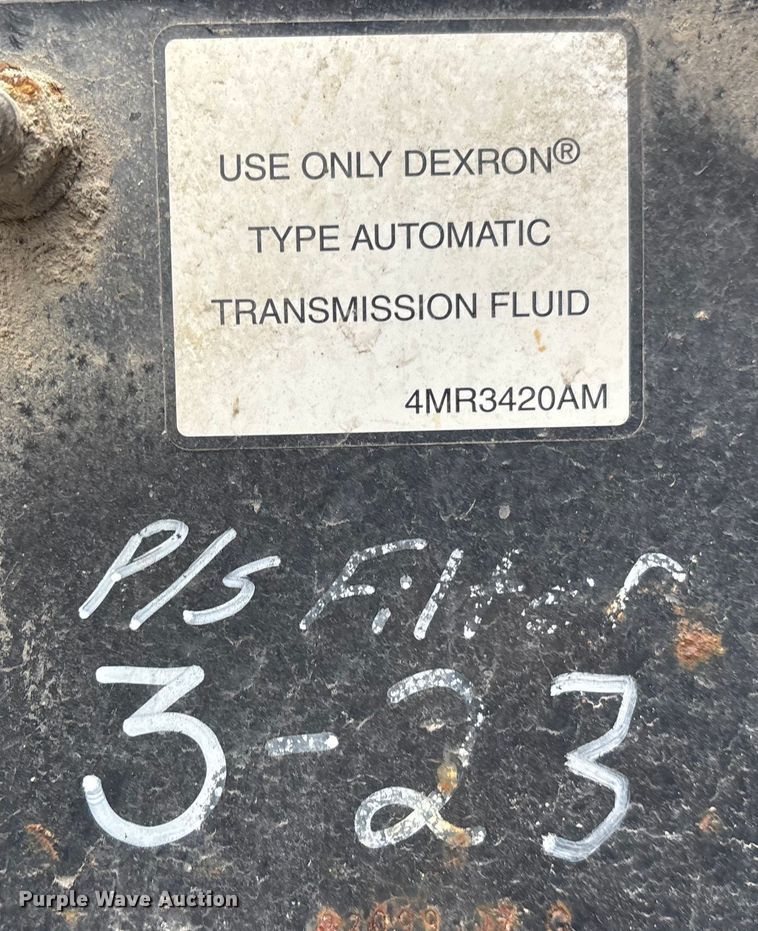 USE ONLY DEXRON®
TYPE AUTOMATIC
TRANSMISSION FLUID
4MR3420AM
P/S Filter
3-23
Purple Wave Auction